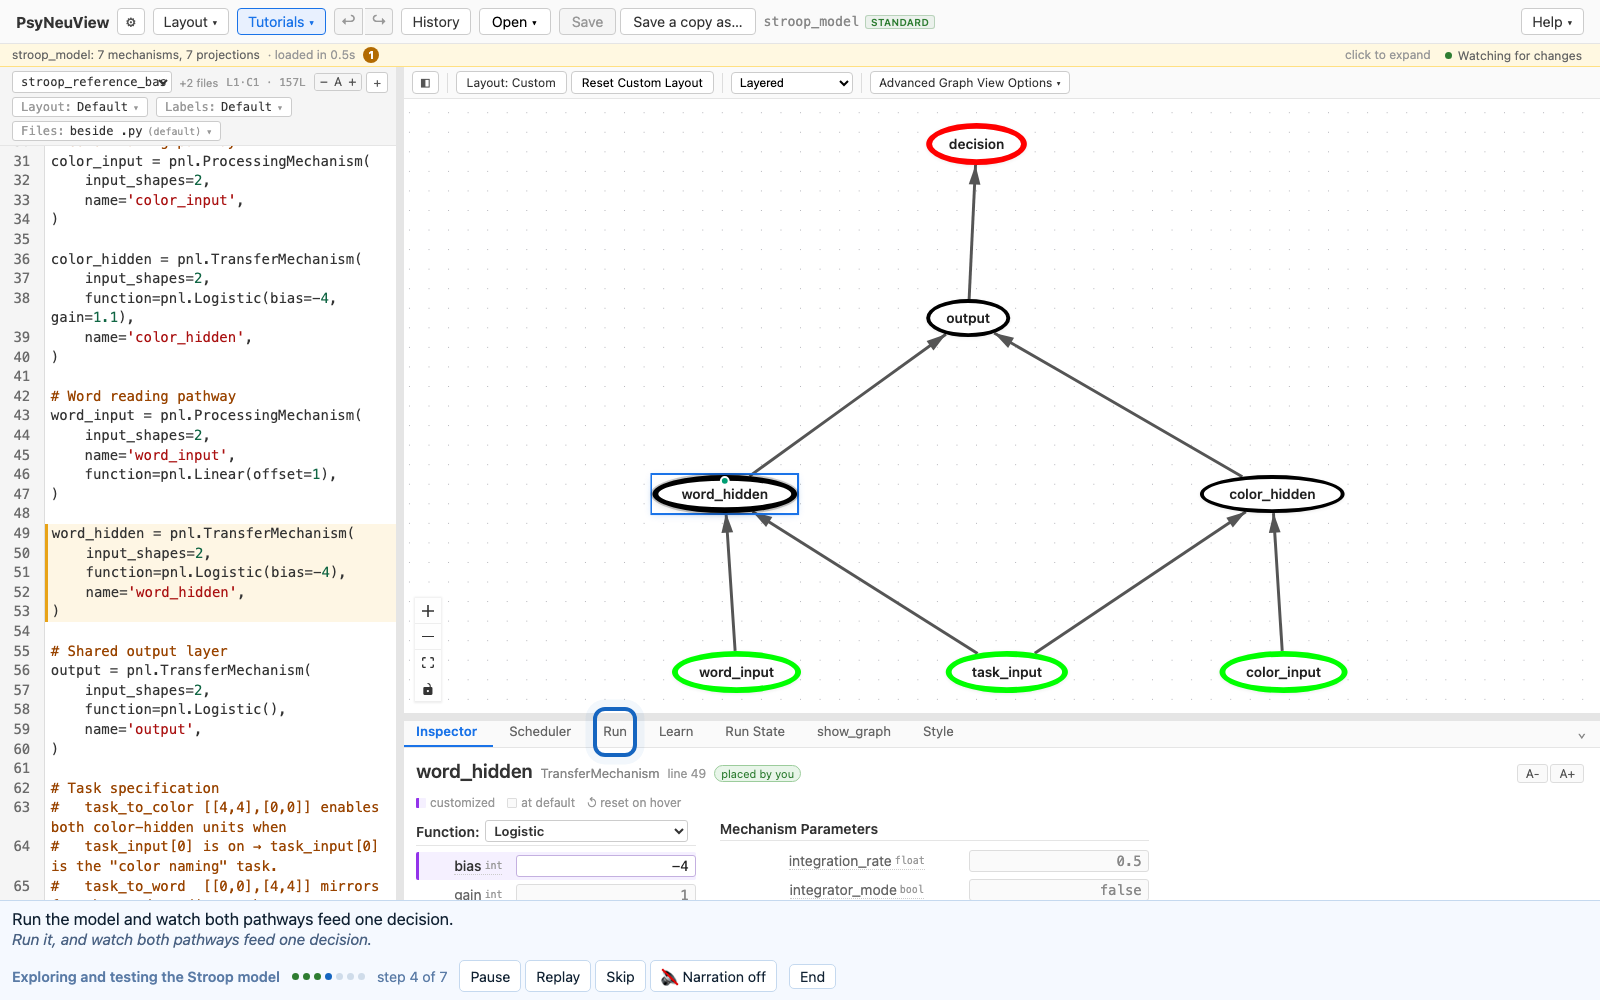 PsyNeuView
Layout ▾
Tutorials ▾
History
Open ▾
Save
Save a copy as...
stroop_model STANDARD
Help ▾
stroop_model: 7 mechanisms, 7 projections · loaded in 0.5s 1
click to expand
Watching for changes
stroop_reference_bas
+2 files L1·C1 · 157L
− A +
+
Layout: Default ▾
Labels: Default ▾
Files: beside .py (default) ▾
Layout: Custom
Reset Custom Layout
Layered
Advanced Graph View Options ▾
31 color_input = pnl.ProcessingMechanism(
32 input_shapes=2,
33 name='color_input',
34 )
35
36 color_hidden = pnl.TransferMechanism(
37 input_shapes=2,
38 function=pnl.Logistic(bias=−4,
gain=1.1),
39 name='color_hidden',
40 )
41
42 # Word reading pathway
43 word_input = pnl.ProcessingMechanism(
44 input_shapes=2,
45 name='word_input',
46 function=pnl.Linear(offset=1),
47 )
48
49 word_hidden = pnl.TransferMechanism(
50 input_shapes=2,
51 function=pnl.Logistic(bias=−4),
52 name='word_hidden',
53 )
54
55 # Shared output layer
56 output = pnl.TransferMechanism(
57 input_shapes=2,
58 function=pnl.Logistic(),
59 name='output',
60 )
61
62 # Task specification
63 # task_to_color [[4,4],[0,0]] enables
both color−hidden units when
64 # task_input[0] is on → task_input[0]
is the "color naming" task.
65 # task_to_word [[0,0],[4,4]] mirrors
decision
output
word_hidden
color_hidden
word_input
task_input
color_input
Inspector
Scheduler
Run
Learn
Run State
show_graph
Style
word_hidden TransferMechanism line 49 placed by you
A-
A+
customized
at default
reset on hover
Function: Logistic
bias int −4
gain int 1
Mechanism Parameters
integration_rate float 0.5
integrator_mode bool false
Run the model and watch both pathways feed one decision.
Run it, and watch both pathways feed one decision.
Exploring and testing the Stroop model
step 4 of 7
Pause
Replay
Skip
Narration off
End